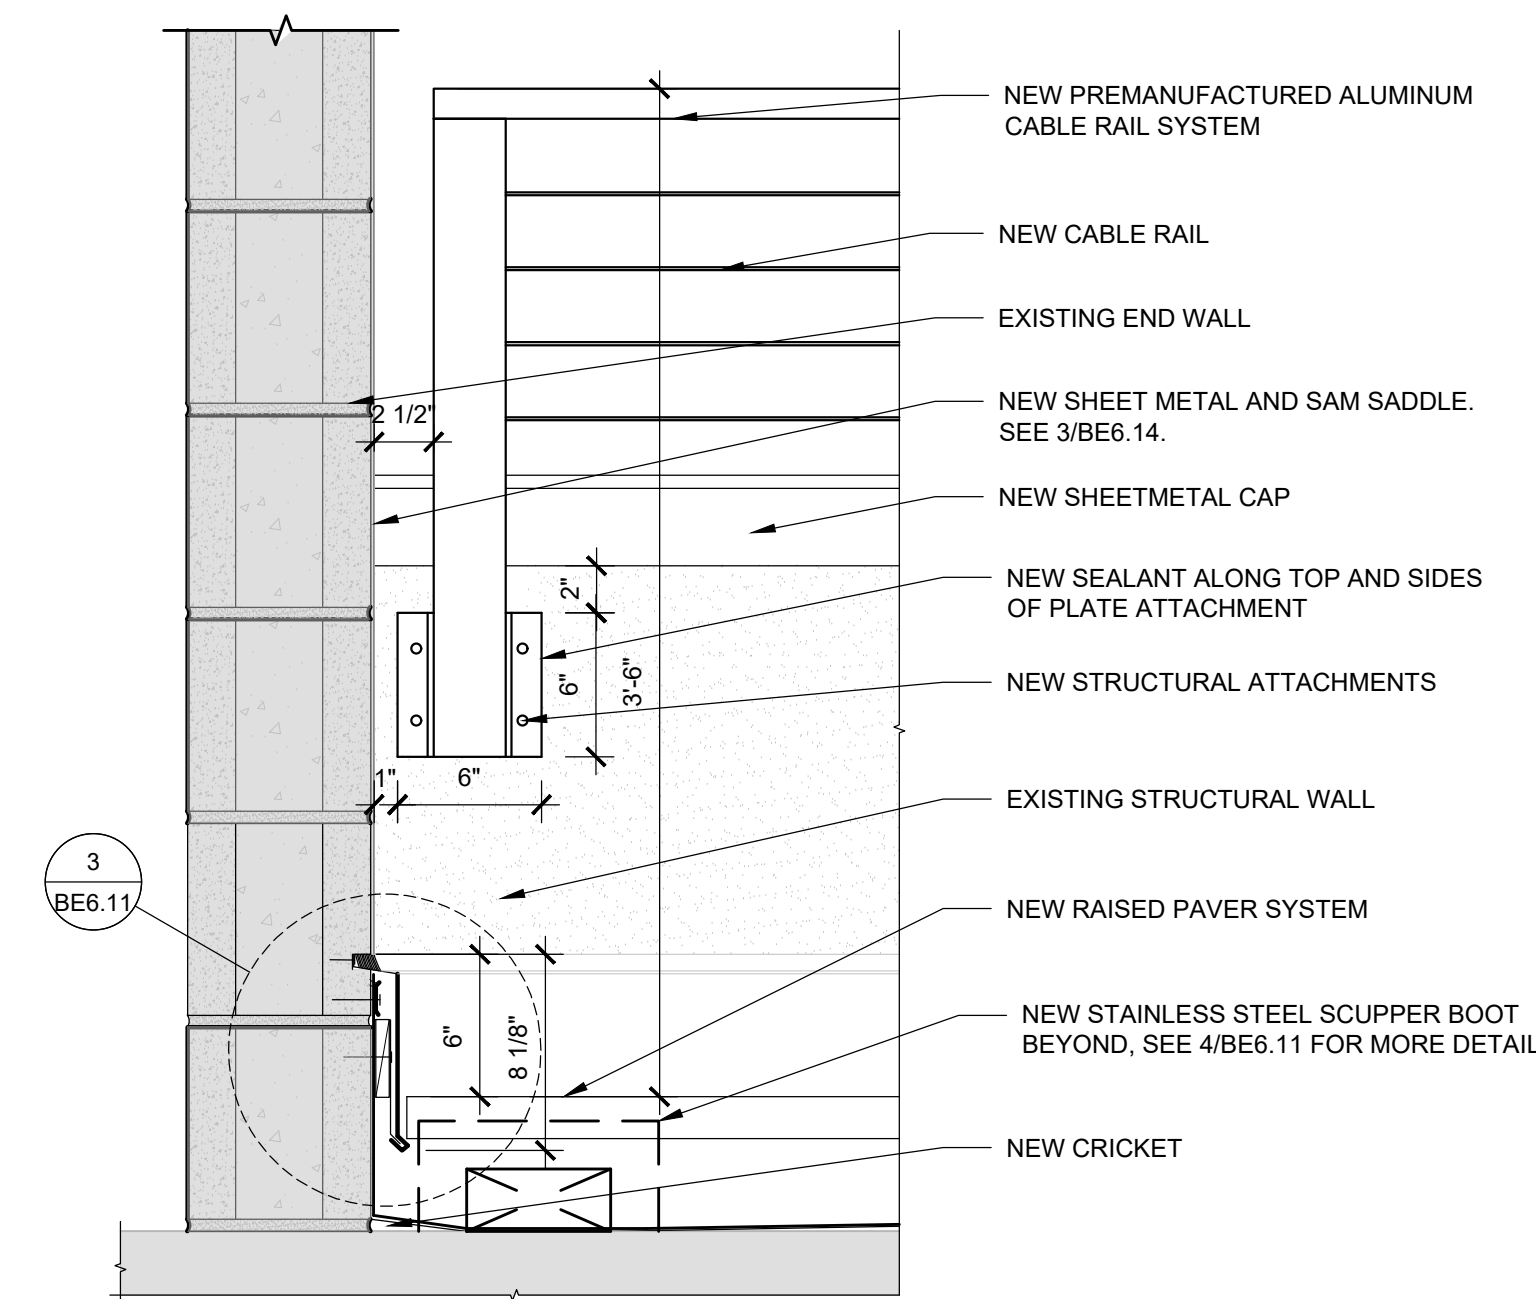 NEW PREMANUFACTURED ALUMINUM
CABLE RAIL SYSTEM
NEW CABLE RAIL
EXISTING END WALL
NEW SHEET METAL AND SAM SADDLE.
SEE 3/BE6.14.
2 1/2"
NEW SHEETMETAL CAP
NEW SEALANT ALONG TOP AND SIDES
OF PLATE ATTACHMENT
2"
6"
3'-6"
NEW STRUCTURAL ATTACHMENTS
1"
6"
EXISTING STRUCTURAL WALL
3
BE6.11
NEW RAISED PAVER SYSTEM
6"
8 1/8"
NEW STAINLESS STEEL SCUPPER BOOT
BEYOND, SEE 4/BE6.11 FOR MORE DETAIL
NEW CRICKET